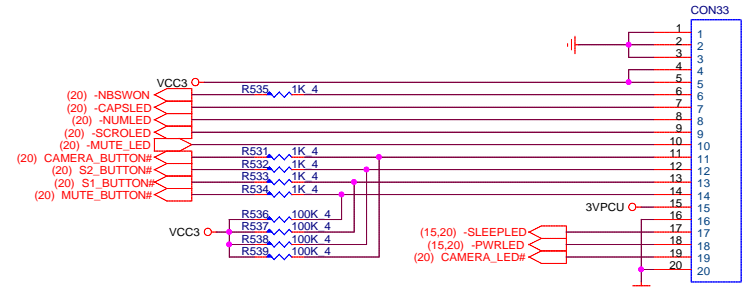 CON33
1 1
2 2
3 3
4 4
VCC3 5 5
(20) -NBSWON R535 1K_4 6 6
(20) -CAPSLED 7 7
(20) -NUMLED 8 8
(20) -SCROLED 9 9
(20) -MUTE_LED 10 10
(20) CAMERA_BUTTON# R531 1K_4 11 11
(20) S2_BUTTON# R532 1K_4 12 12
(20) S1_BUTTON# R533 1K_4 13 13
(20) MUTE_BUTTON# R534 1K_4 14 14
3VPCU 15 15
R536 100K_4 16 16
VCC3 R537 100K_4 (15,20) -SLEEPLED 17 17
R538 100K_4 (15,20) -PWRLED 18 18
R539 100K_4 (20) CAMERA_LED# 19 19
20 20